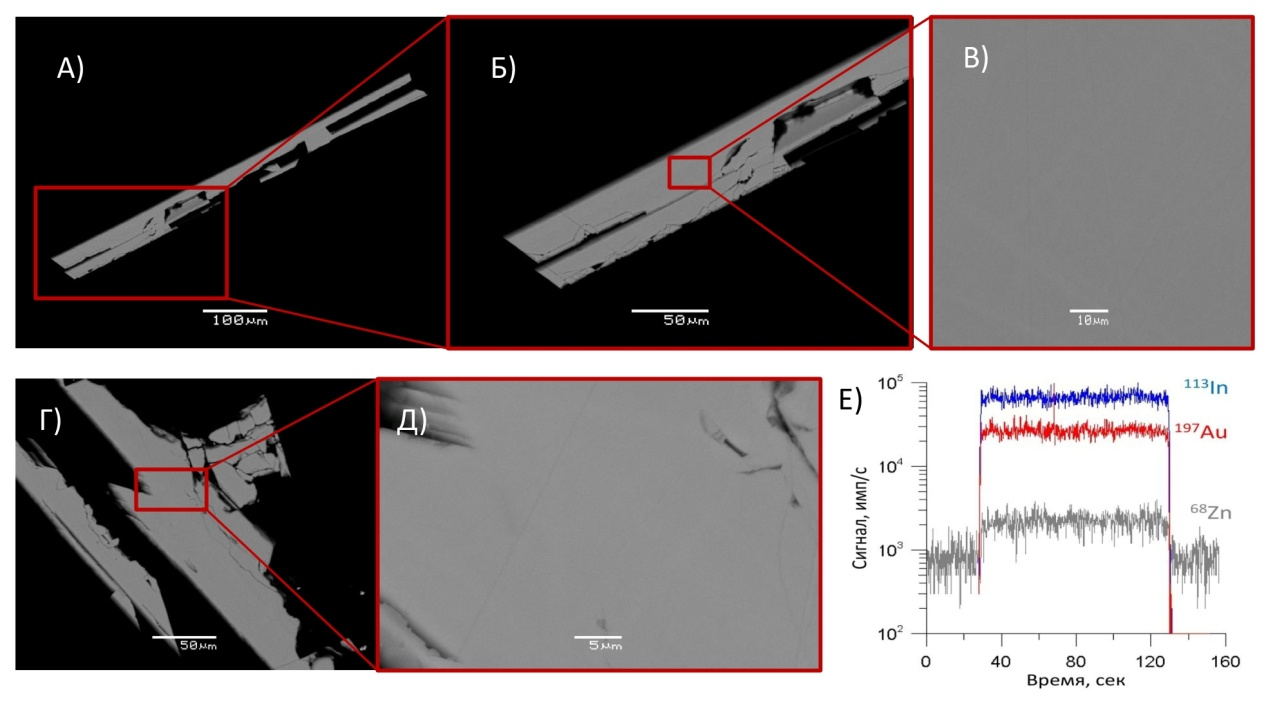 А)
100μm
Б)
50μm
В)
10μm
Г)
50μm
Д)
5μm
Е)
Сигнал, имп/с
10⁵
10⁴
10³
10²
¹¹³In
¹⁹⁷Au
⁶⁸Zn
0
40
80
120
160
Время, сек